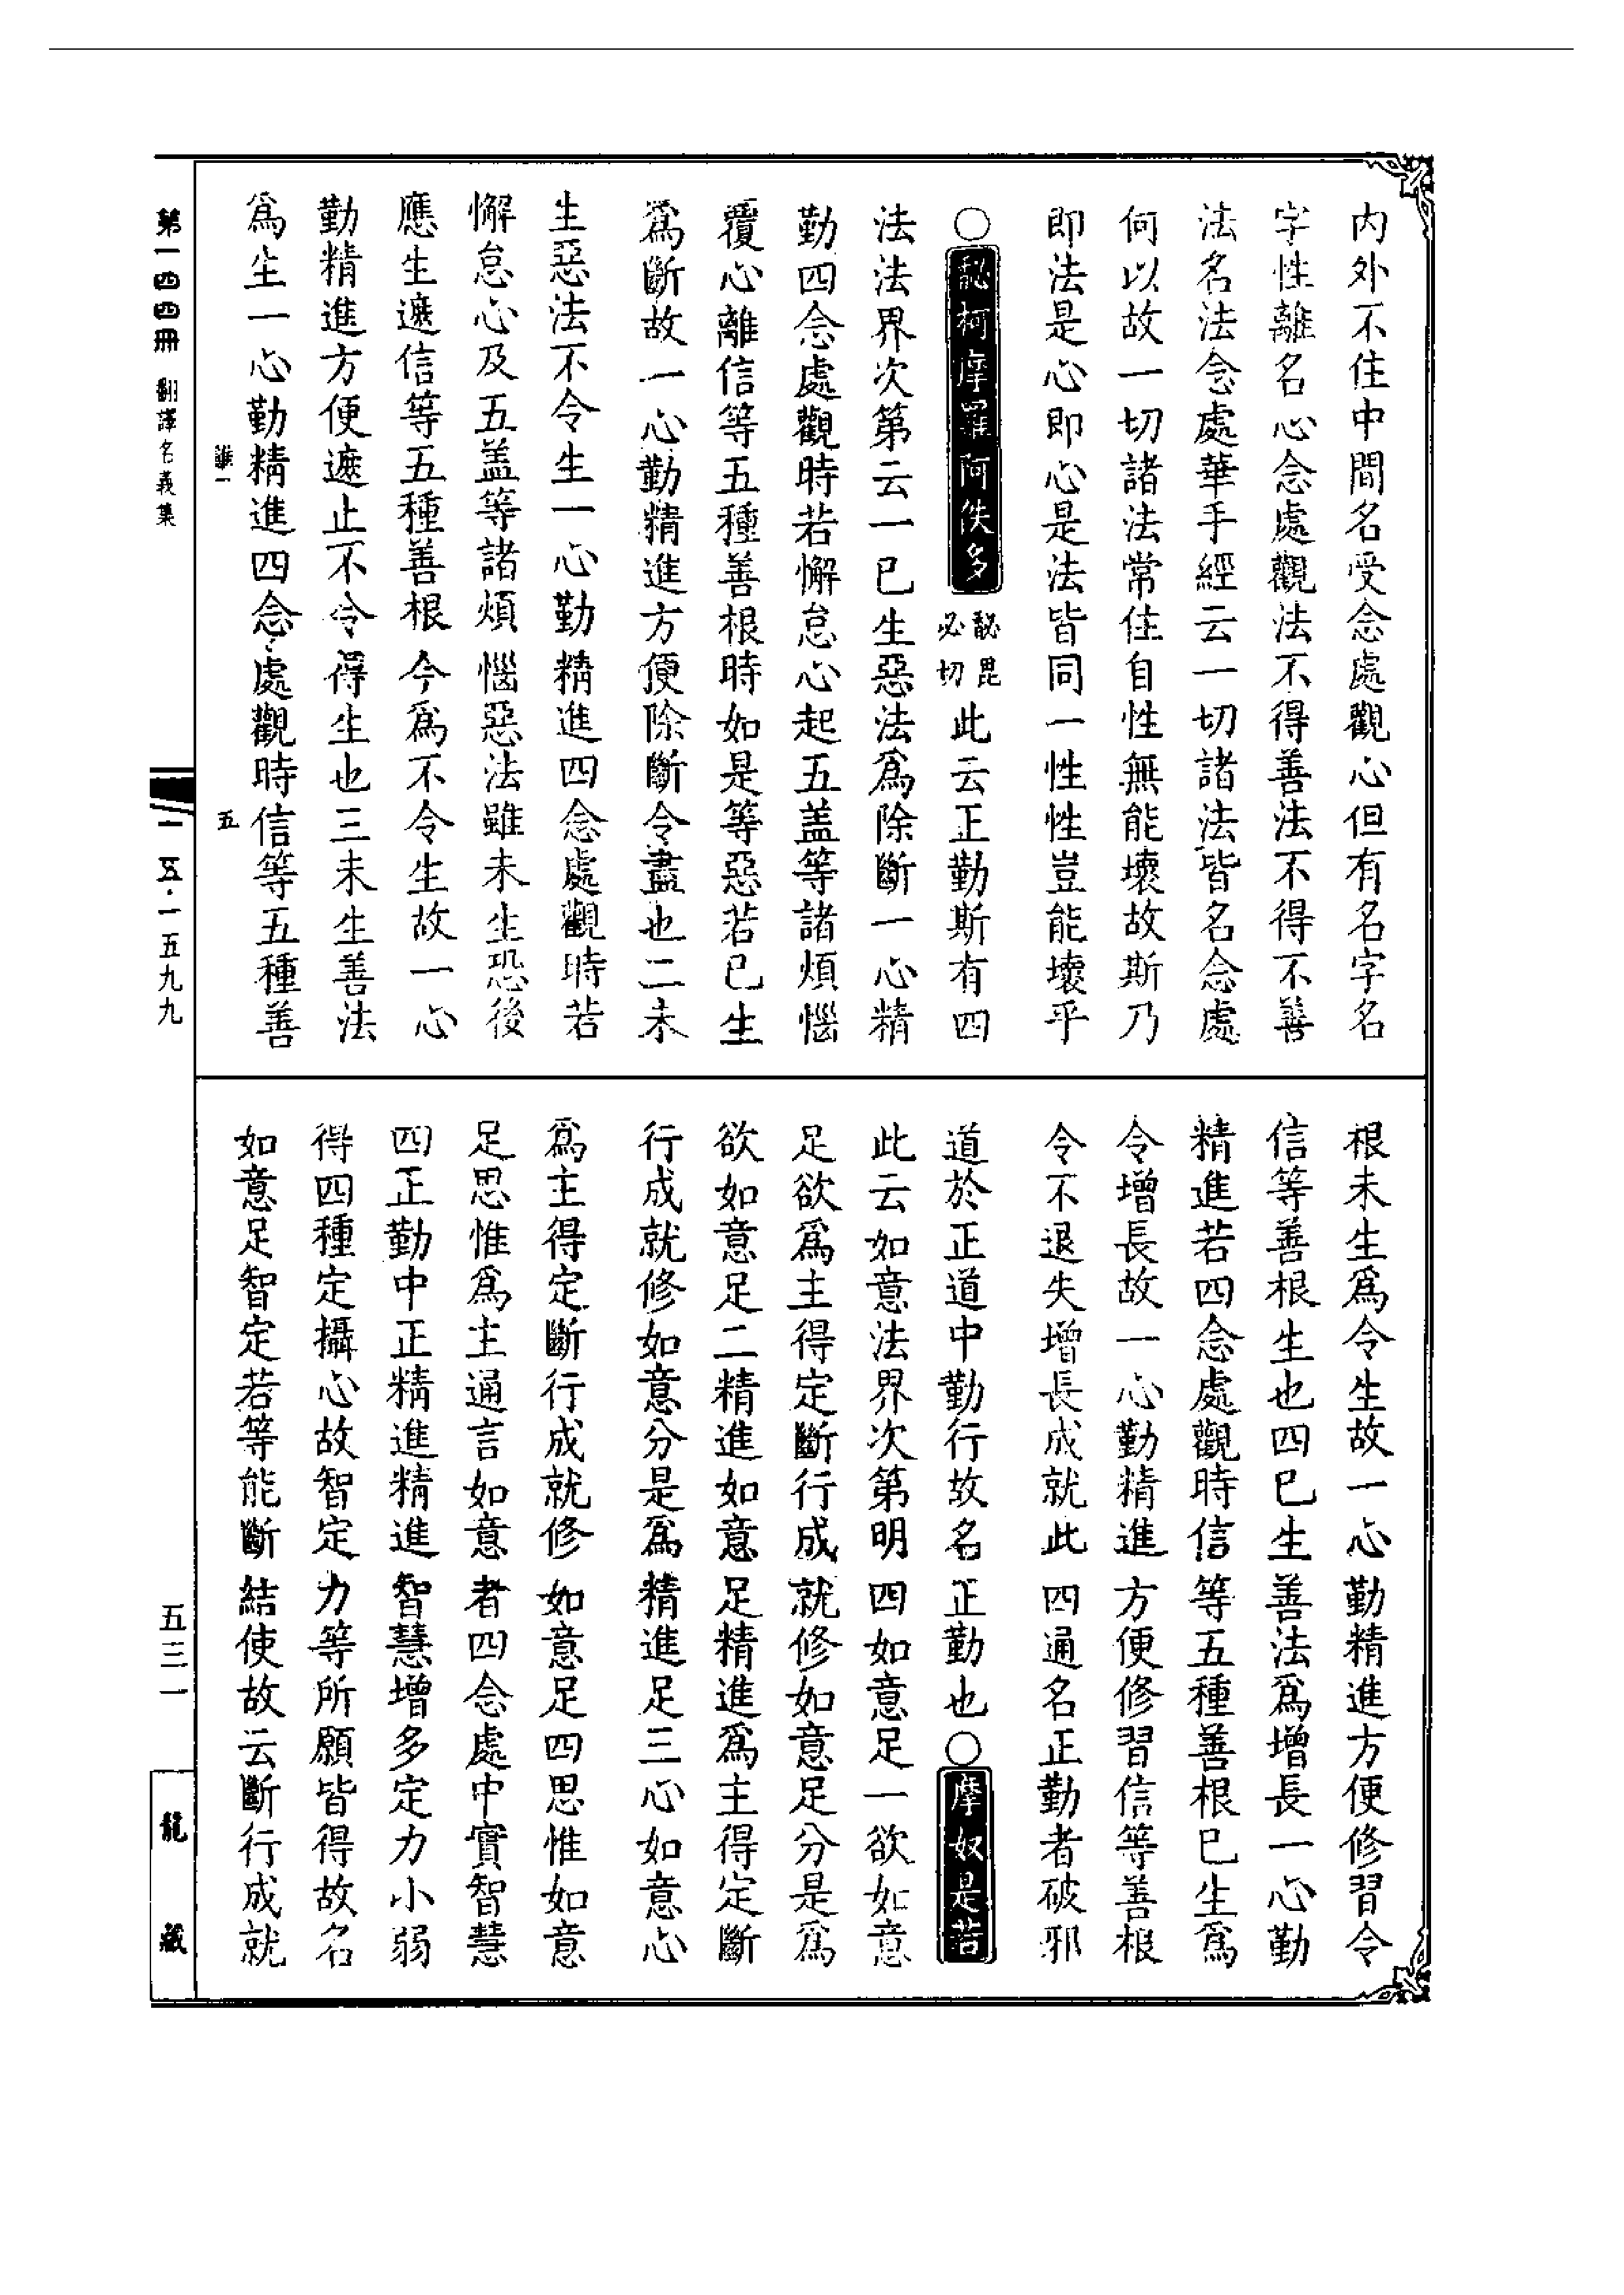 內外不住中間名受念處觀心但有名字名
字性離名心念處觀法不得善法不得不善
法名法念處華手經云一切諸法皆名念處
何以故一切諸法常住自性無能壞故斯乃
即法是心即心是法皆同一性性豈能壞乎
○䭱柯摩羅阿佚多䭱毘必切此云正勤斯有四
法法界次第云一已生惡法爲除斷一心精
勤四念處觀時若懈怠心起五盖等諸煩惱
覆心離信等五種善根時如是等惡若已生
爲斷故一心勤精進方便除斷令盡也二未
生惡法不令生一心勤精進四念處觀時若
懈怠心及五盖等諸煩惱惡法雖未生恐後
應生遮信等五種善根今爲不令生故一心
勤精進方便遮止不令得生也三未生善法
爲生一心勤精進四念處觀時信等五種善
根未生爲令生故一心勤精進方便修習令
信等善根生也四已生善法爲增長一心勤
精進若四念處觀時信等五種善根已生爲
令增長故一心勤精進方便修習信等善根
令不退失增長成就此四通名正勤者破邪
道於正道中勤行故名正勤也○摩奴是若
此云如意法界次第明四如意足一欲如意
足欲爲主得定斷行成就修如意足分是爲
欲如意足二精進如意足精進爲主得定斷
行成就修如意分是爲精進足三心如意心
爲主得定斷行成就修如意足四思惟如意
足思惟爲主通言如意者四念處中實智慧
四正勤中正精進精進智慧增多定力小弱
得四種定攝心故智定力等所願皆得故名
如意足智定若等能斷結使故云斷行成就
第一四四冊 翻譯名義集
五
一一五·一五九九
五三一
龍藏